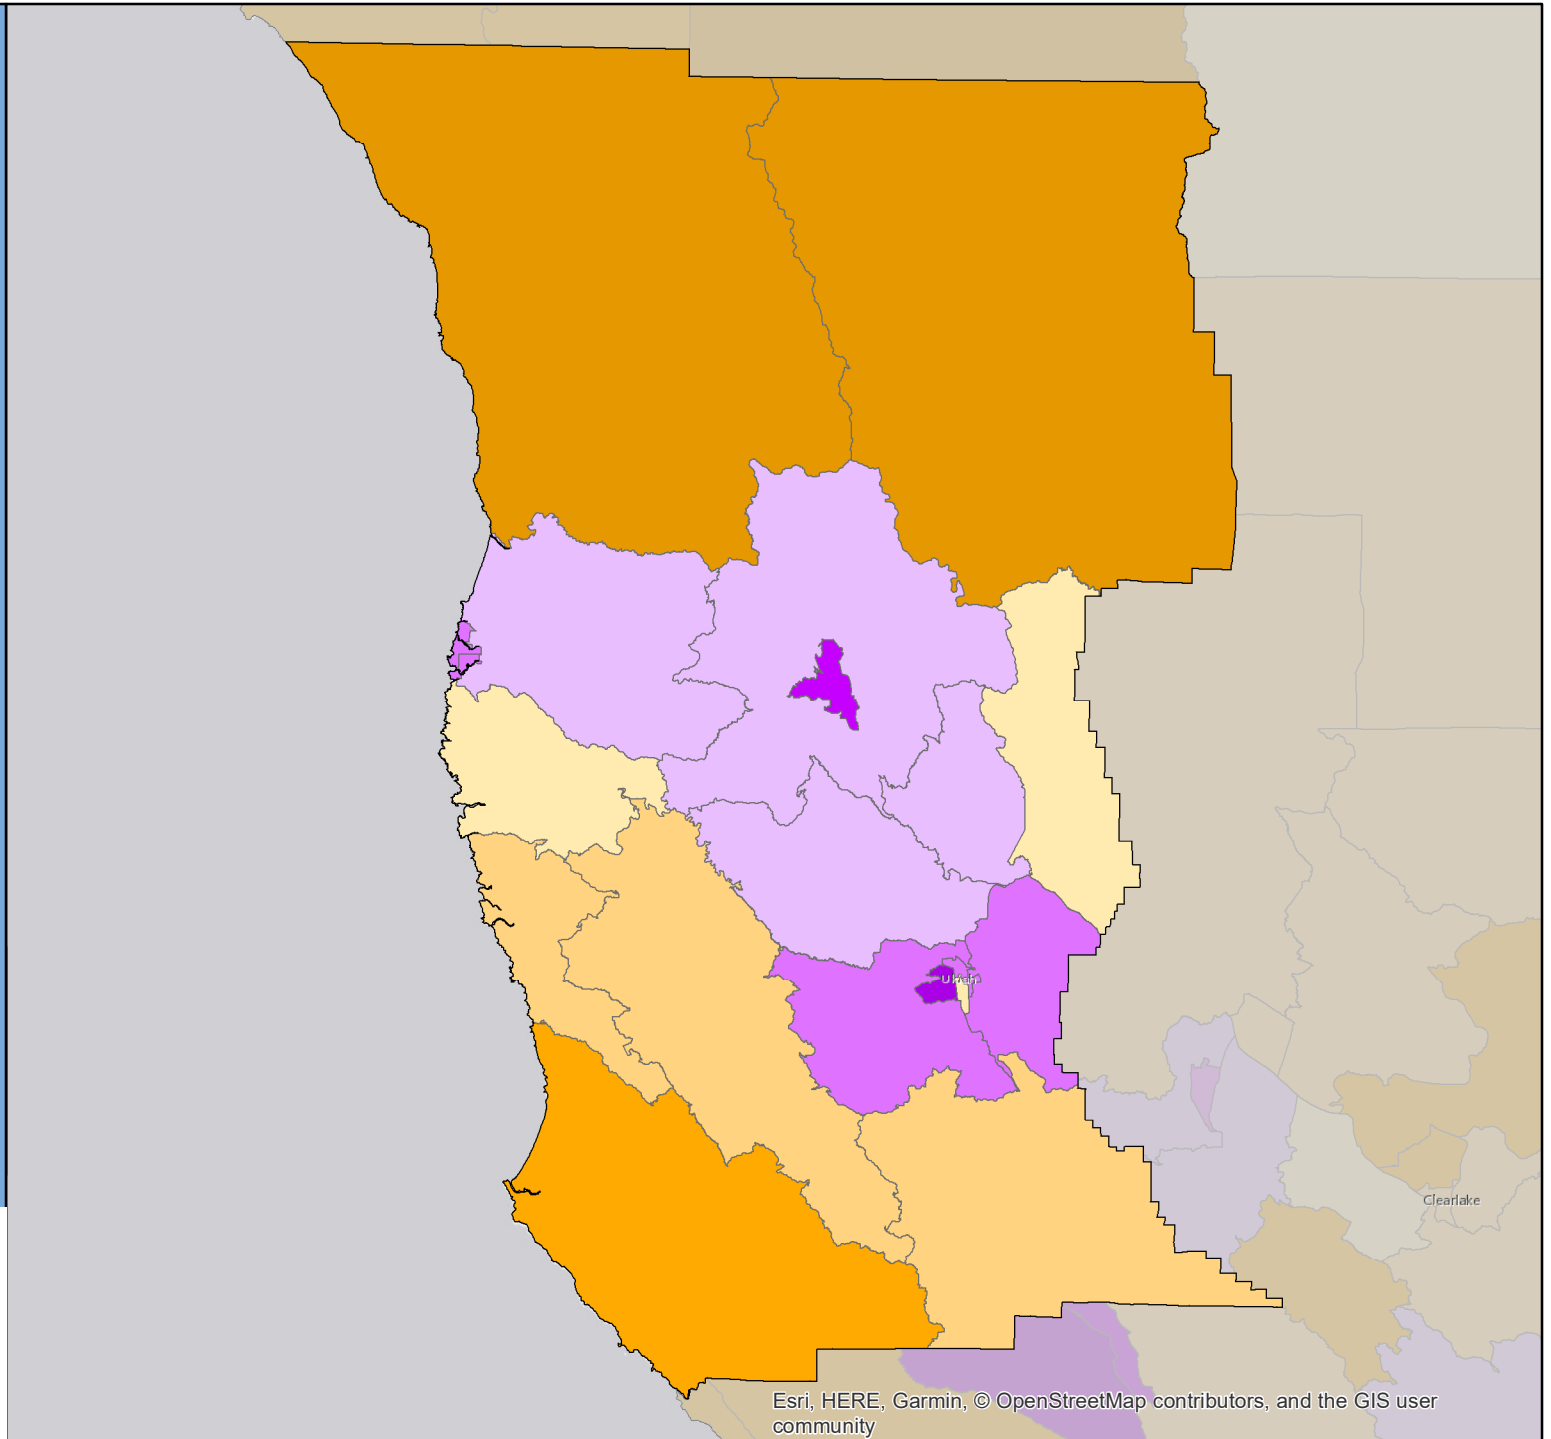 Ukiah
Clearlake
Esri, HERE, Garmin, © OpenStreetMap contributors, and the GIS user
community